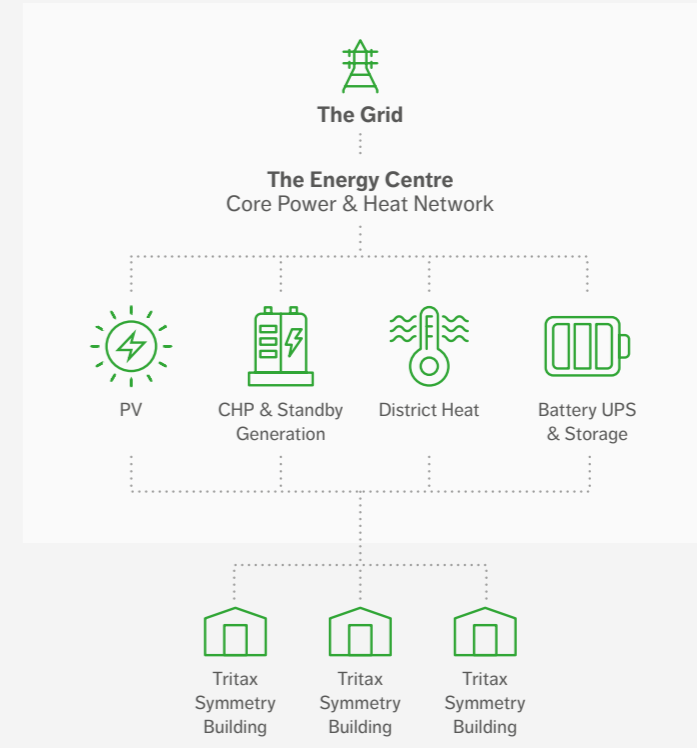 The Grid
The Energy Centre
Core Power & Heat Network
PV
CHP & Standby
Generation
District Heat
Battery UPS
& Storage
Tritax
Symmetry
Building
Tritax
Symmetry
Building
Tritax
Symmetry
Building